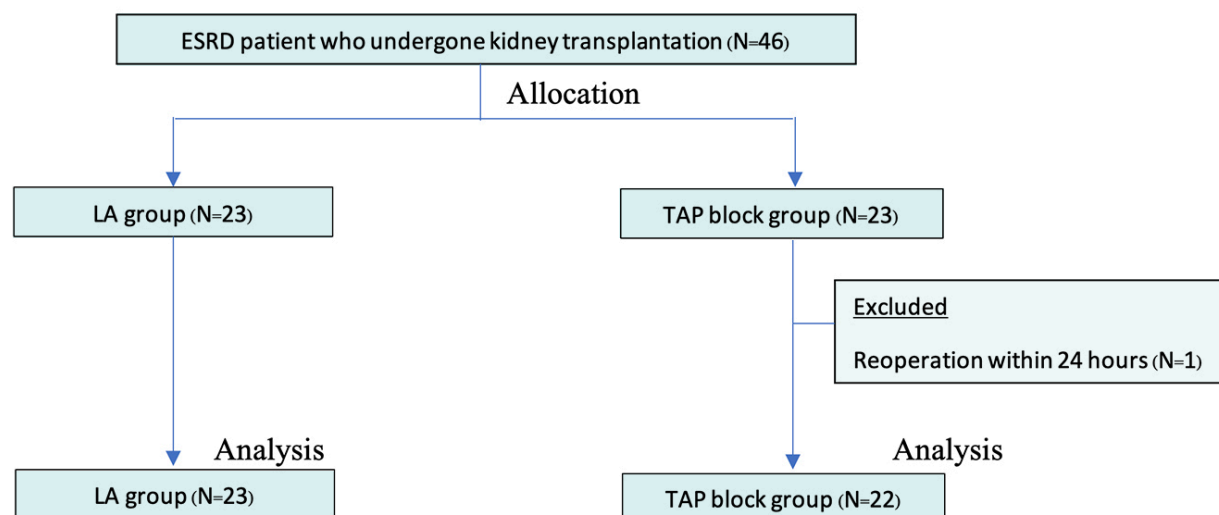 ESRD patient who undergone kidney transplantation (N=46)
Allocation
LA group (N=23)
TAP block group (N=23)
Excluded
Reoperation within 24 hours (N=1)
Analysis
Analysis
LA group (N=23)
TAP block group (N=22)